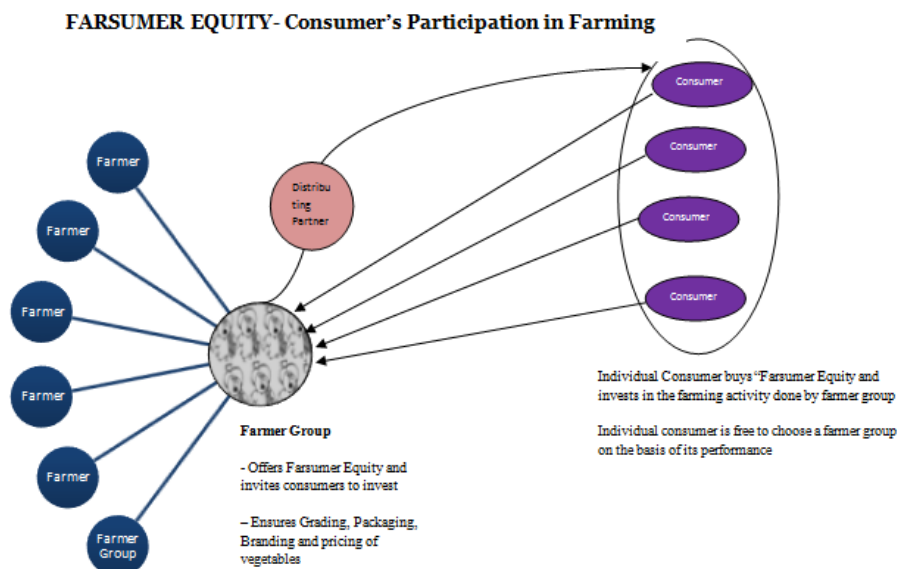 FARSUMER EQUITY- Consumer's Participation in Farming
Consumer
Consumer
Consumer
Consumer
Farmer
Farmer
Farmer
Farmer
Farmer
Farmer
Group
Distribu
ting
Partner
Farmer Group
- Offers Farsumer Equity and
invites consumers to invest
– Ensures Grading, Packaging,
Branding and pricing of
vegetables
Individual Consumer buys “Farsumer Equity and
invests in the farming activity done by farmer group
Individual consumer is free to choose a farmer group
on the basis of its performance